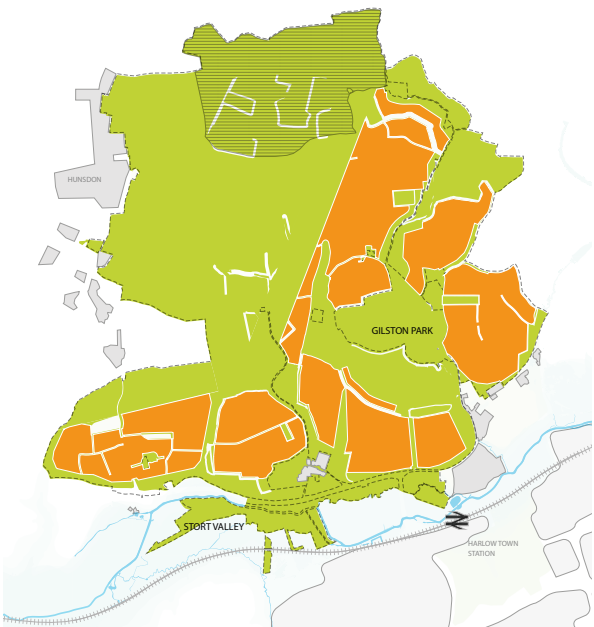 HUNSDON
GILSTON PARK
STORT VALLEY
HARLOW TOWN
STATION